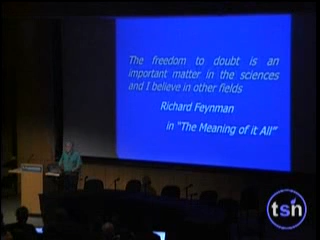 The freedom to doubt is an
important matter in the sciences
and I believe in other fields
Richard Feynman
in "The Meaning of it All"
tsn